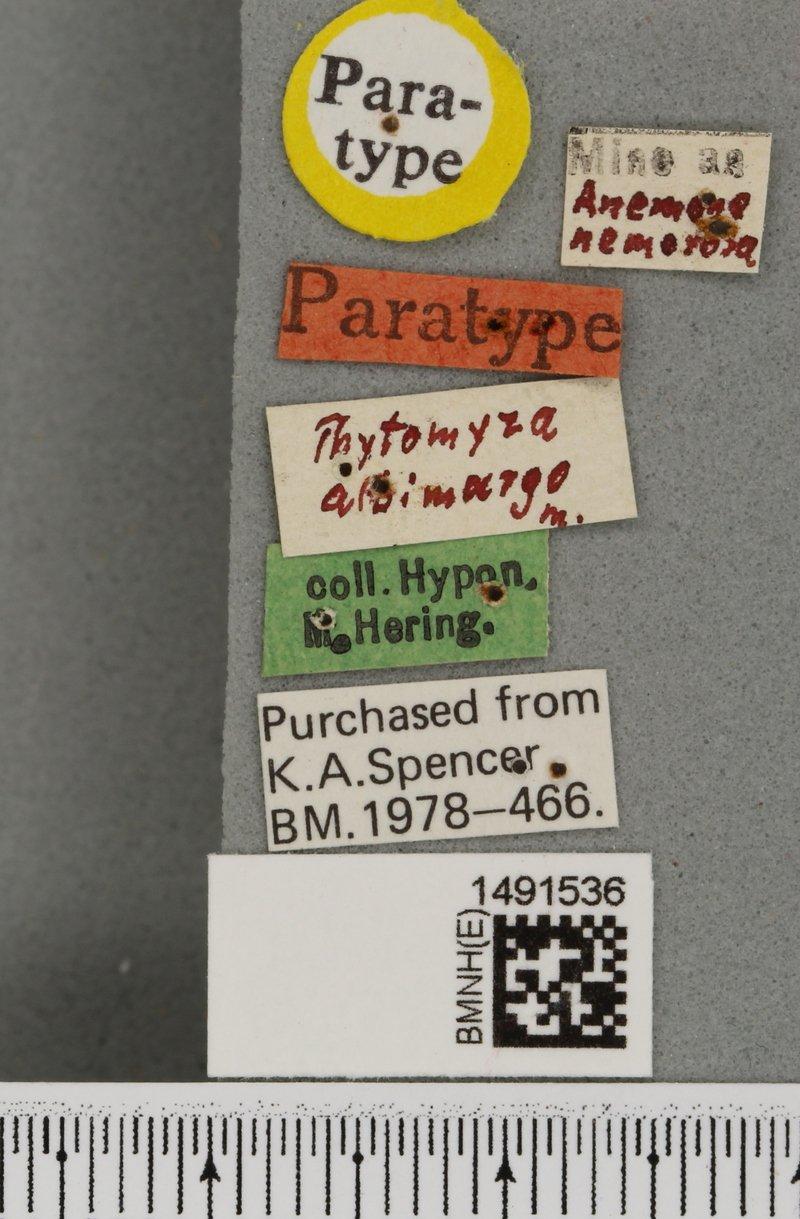 Para-
type
Mine an
Anemone
nemorosa
Paratype
Phytomyza
albimargo
m.
coll. Hypon.
M. Hering.
Purchased from
K.A.Spencer.
BM.1978–466.
1491536
BMNH(E)